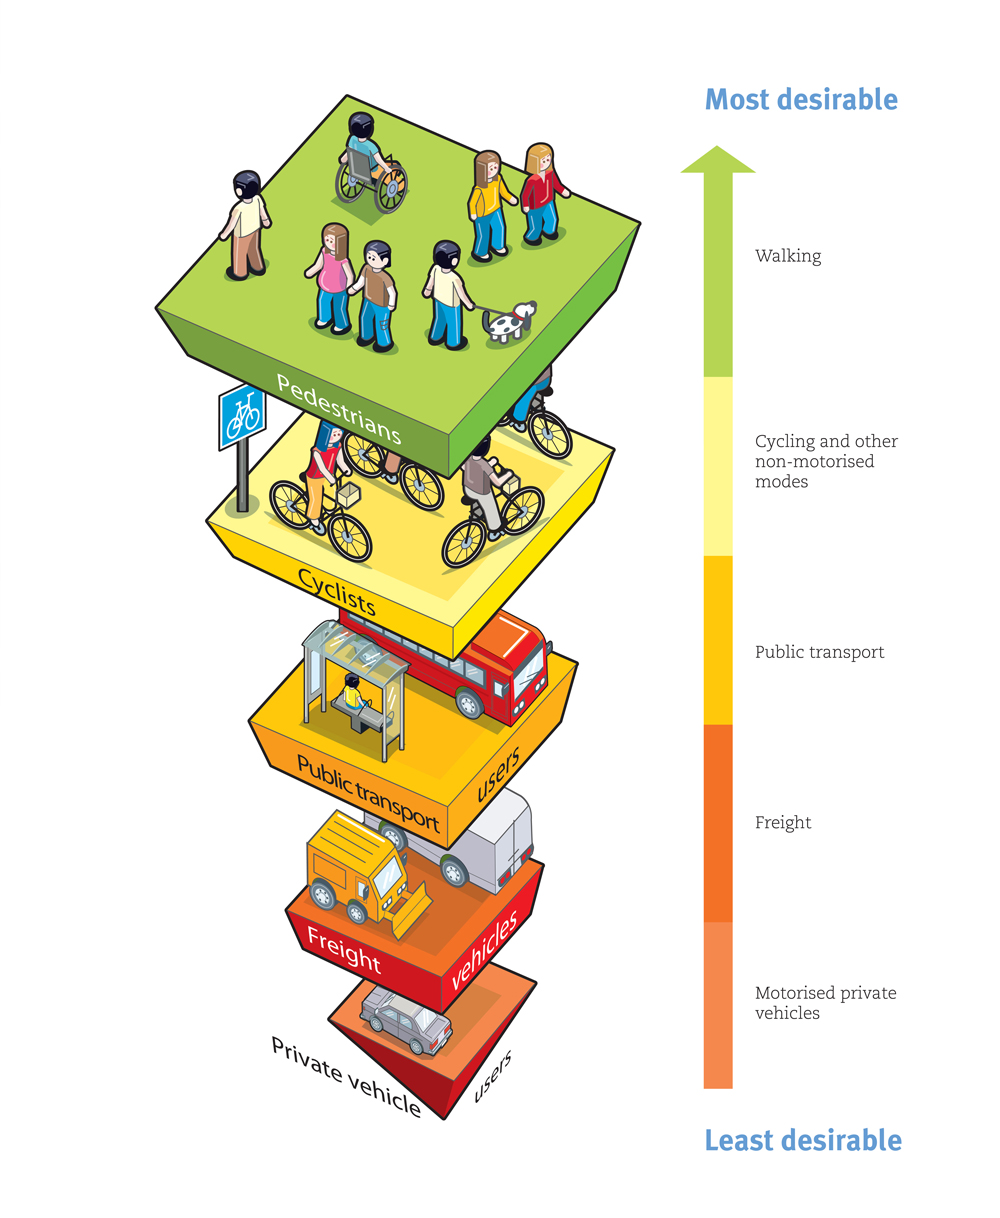 Most desirable
Pedestrians
Walking
Cyclists
Cycling and other
non-motorised
modes
Public transport users
Public transport
Freight vehicles
Freight
Private vehicle users
Motorised private
vehicles
Least desirable